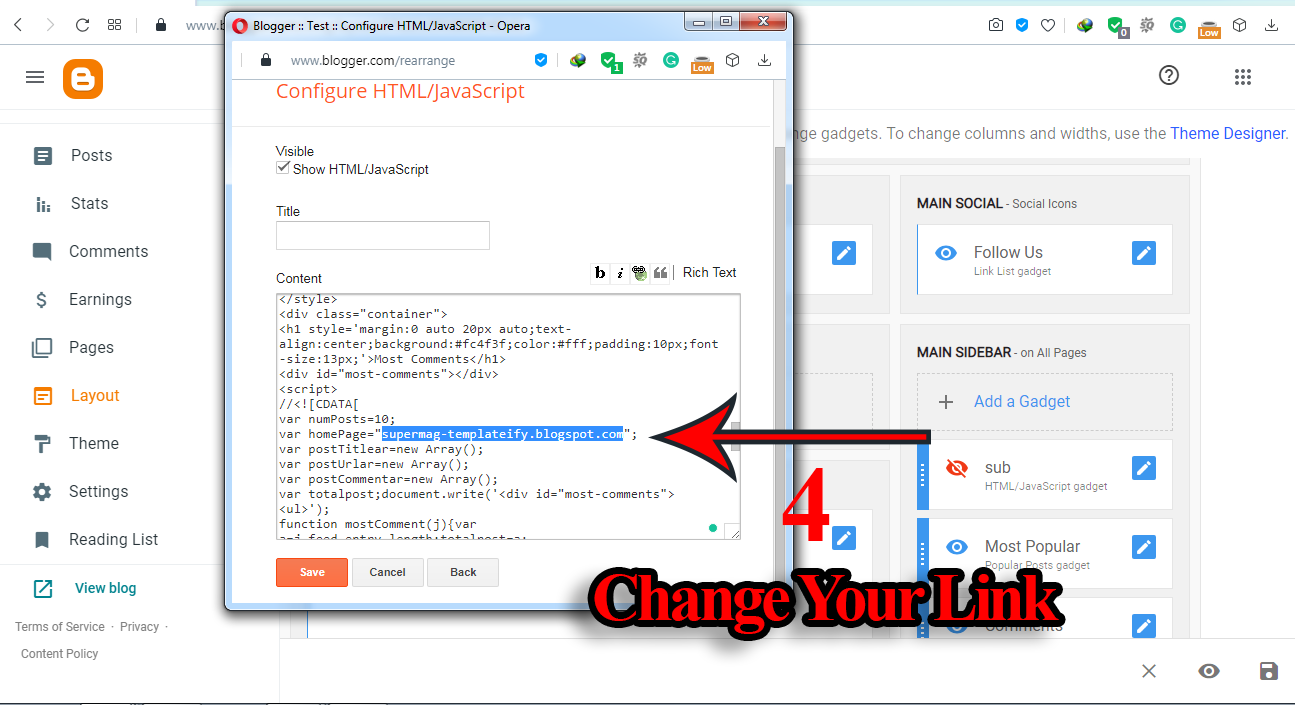 Blogger :: Test :: Configure HTML/JavaScript - Opera
www.b
www.blogger.com/rearrange
1
Low
0
Low
Configure HTML/JavaScript
Visible
Show HTML/JavaScript
Title
Content
b i
Rich Text
</style>
<div class="container">
<h1 style='margin:0 auto 20px auto;text-
align:center;background:#fc4f3f;color:#fff;padding:10px;font
-size:13px;'>Most Comments</h1>
<div id="most-comments"></div>
<script>
//<![CDATA[
var numPosts=10;
var homePage="supermag-templateify.blogspot.com";
var postTitlear=new Array();
var postUrlar=new Array();
var postCommentar=new Array();
var totalpost;document.write('<div id="most-comments">
<ul>');
function mostComment(j){var
Save
Cancel
Back
Posts
Stats
Comments
Earnings
Pages
Layout
Theme
Settings
Reading List
View blog
Terms of Service · Privacy ·
Content Policy
nge gadgets. To change columns and widths, use the Theme Designer.
MAIN SOCIAL - Social Icons
Follow Us
Link List gadget
MAIN SIDEBAR - on All Pages
Add a Gadget
sub
HTML/JavaScript gadget
Most Popular
Popular Posts gadget
Comments
4
Change Your Link